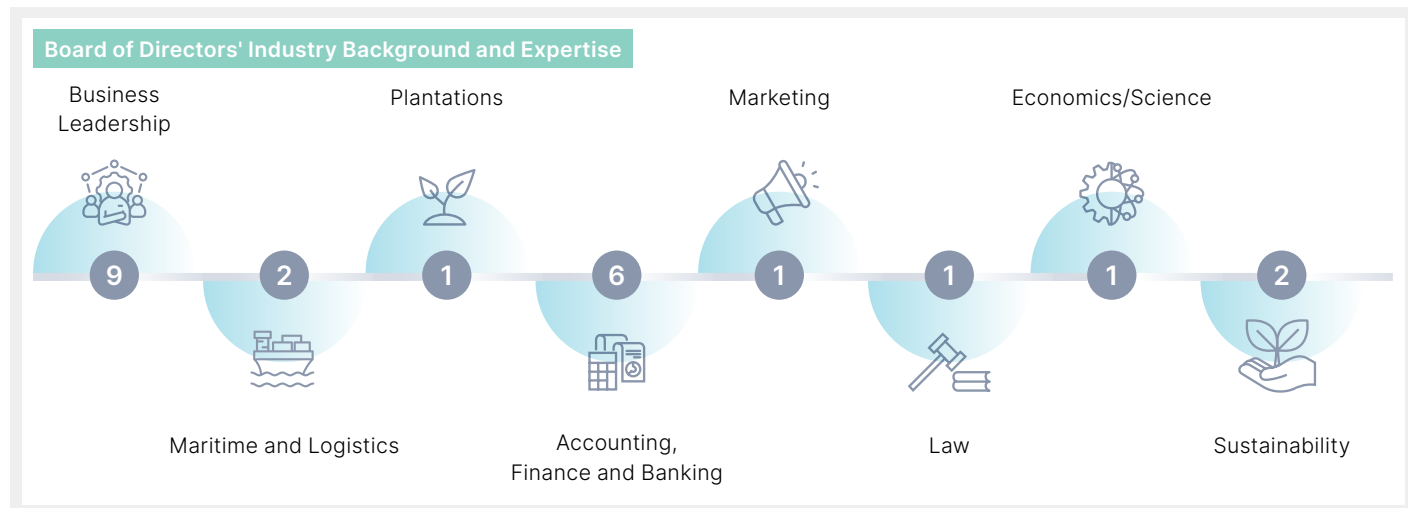 Board of Directors' Industry Background and Expertise
Business
Leadership
Plantations
Marketing
Economics/Science
9
2
1
6
1
1
1
2
Maritime and Logistics
Accounting,
Finance and Banking
Law
Sustainability